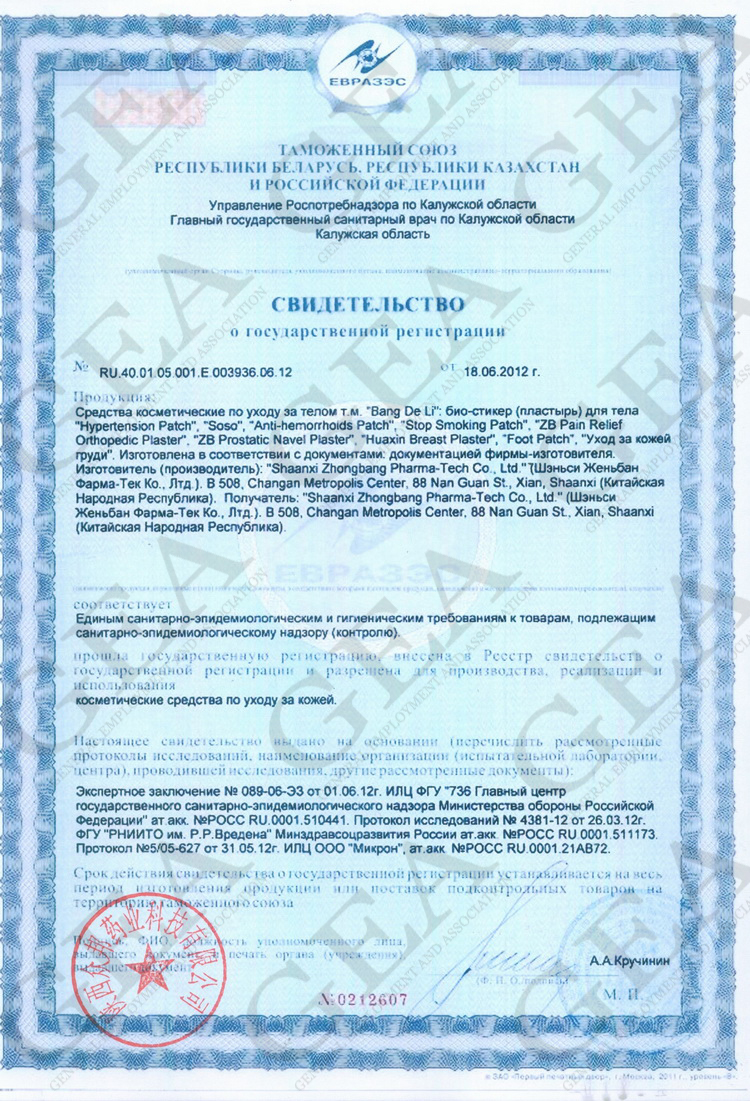 ЕВРАЗЭС
ТАМОЖЕННЫЙ СОЮЗ
РЕСПУБЛИКИ БЕЛАРУСЬ, РЕСПУБЛИКИ КАЗАХСТАН
И РОССИЙСКОЙ ФЕДЕРАЦИИ
Управление Роспотребнадзора по Калужской области
Главный государственный санитарный врач по Калужской области
Калужская область
СВИДЕТЕЛЬСТВО
о государственной регистрации
№ RU.40.01.05.001.E.003936.06.12 от 18.06.2012 г.
Продукция:
Средства косметические по уходу за телом т.м. "Bang De Li": био-стикер (пластырь) для тела
"Hypertension Patch", "Soso", "Anti-hemorrhoids Patch", "Stop Smoking Patch", "ZB Pain Relief
Orthopedic Plaster", "ZB Prostatic Navel Plaster", "Huaxin Breast Plaster", "Foot Patch", "Уход за кожей
груди". Изготовлена в соответствии с документами: документацией фирмы-изготовителя.
Изготовитель (производитель): "Shaanxi Zhongbang Pharma-Tech Co., Ltd." (Шэньси Женьбан
Фарма-Тек Ко., Лтд.). B 508, Changan Metropolis Center, 88 Nan Guan St., Xian, Shaanxi (Китайская
Народная Республика). Получатель: "Shaanxi Zhongbang Pharma-Tech Co., Ltd." (Шэньси
Женьбан Фарма-Тек Ко., Лтд.). B 508, Changan Metropolis Center, 88 Nan Guan St., Xian, Shaanxi
(Китайская Народная Республика).
ЕВРАЗЭС
соответствует
Единым санитарно-эпидемиологическим и гигиеническим требованиям к товарам, подлежащим
санитарно-эпидемиологическому надзору (контролю).
прошла государственную регистрацию, внесена в Реестр свидетельств о
государственной регистрации и разрешена для производства, реализации и
использования
косметические средства по уходу за кожей.
Настоящее свидетельство выдано на основании (перечислить рассмотренные
протоколы исследований, наименование организации (испытательной лаборатории,
центра), проводившей исследования, другие рассмотренные документы):
Экспертное заключение № 089-06-ЭЗ от 01.06.12г. ИЛЦ ФГУ "736 Главный центр
государственного санитарно-эпидемиологического надзора Министерства обороны Российской
Федерации" ат.акк. №РОСС RU.0001.510441. Протокол исследований № 4381-12 от 26.03.12г.
ФГУ "РНИИТО им. Р.Р.Вредена" Минздравсоцразвития России ат.акк. №РОСС RU.0001.511173.
Протокол №5/05-627 от 31.05.12г. ИЛЦ ООО "Микрон", ат.акк. №РОСС RU.0001.21АВ72.
Срок действия свидетельства о государственной регистрации устанавливается на весь
период изготовления продукции или поставок подконтрольных товаров на
территорию таможенного союза
Подпись, ФИО, должность уполномоченного лица,
выдавшего документ, и печать органа (учреждения),
выдавшего документ
А.А.Кручинин
М. П.
№0212607
药业科技有限公司
GEA
GENERAL EMPLOYMENT AND ASSOCIATION